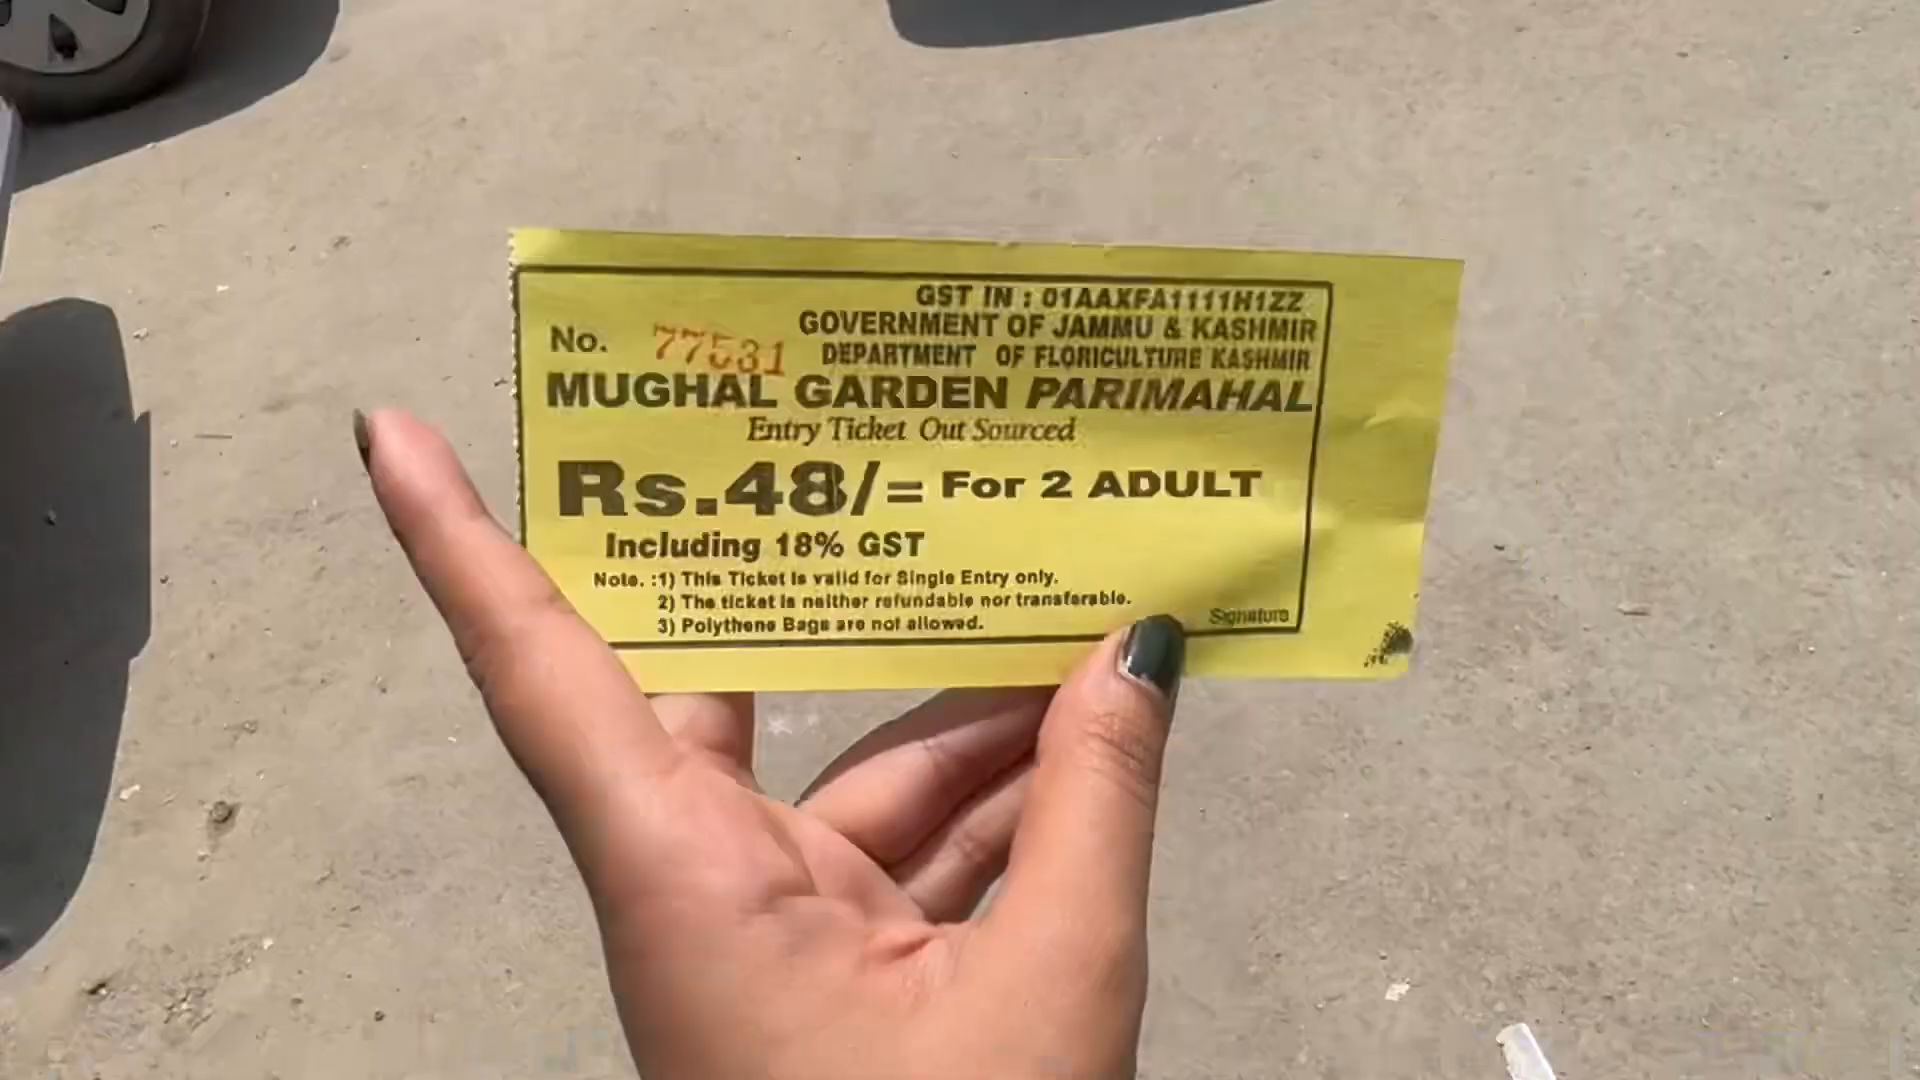 GST IN : 01AAXFA1111H1ZZ
GOVERNMENT OF JAMMU & KASHMIR
No. 77531 DEPARTMENT OF FLORICULTURE KASHMIR
MUGHAL GARDEN PARIMAHAL
Entry Ticket Out Sourced
Rs.48/= For 2 ADULT
Including 18% GST
Note. :1) This Ticket is valid for Single Entry only.
2) The ticket is neither refundable nor transferable.
3) Polythene Bags are not allowed.
Signature